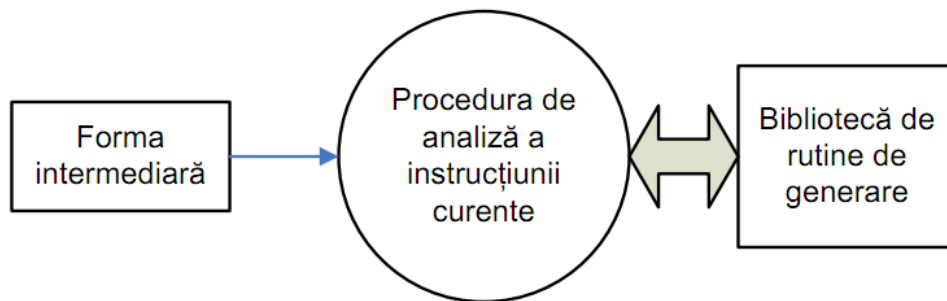 Forma
intermediară
Procedura de
analiză a
instrucțiunii
curente
Bibliotecă de
rutine de
generare